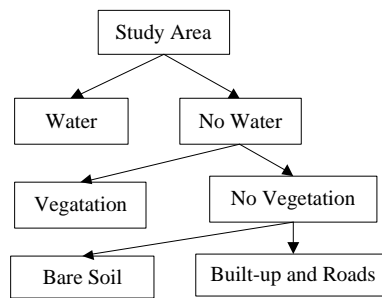 Study Area
Water
No Water
Vegatation
No Vegetation
Bare Soil
Built-up and Roads